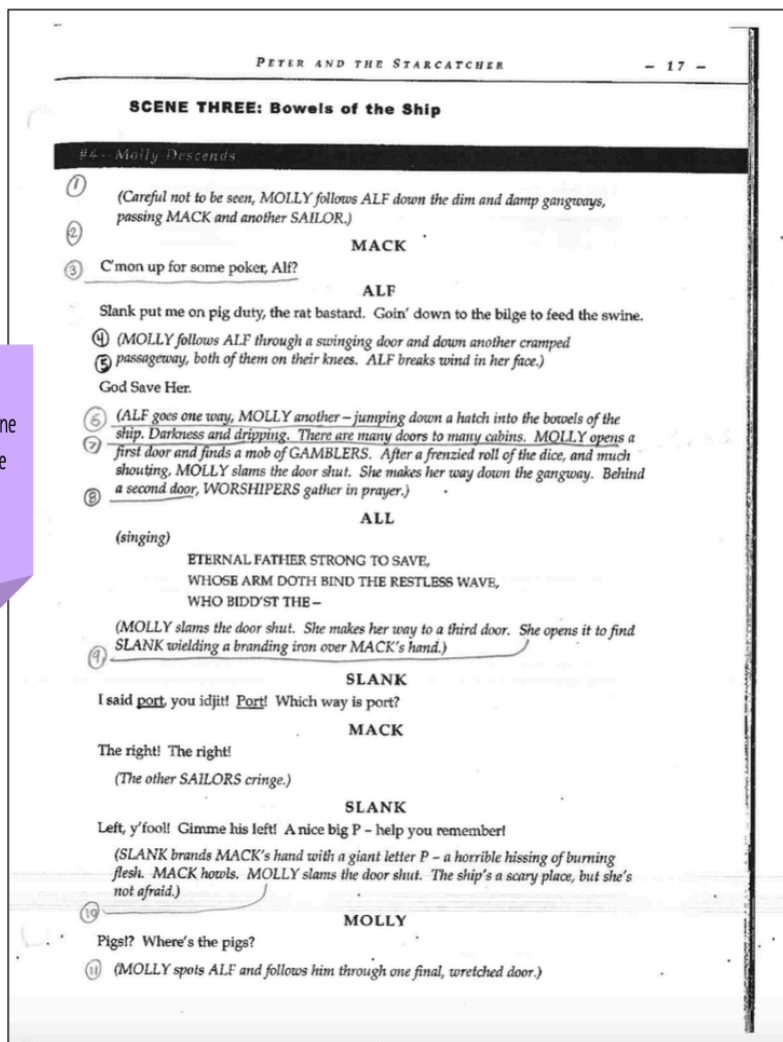 PETER AND THE STARCATCHER – 17 –
SCENE THREE: Bowels of the Ship
#4--Molly Descends
①
(Careful not to be seen, MOLLY follows ALF down the dim and damp gangways,
passing MACK and another SAILOR.)
②
MACK
③ C'mon up for some poker, Alf?
ALF
Slank put me on pig duty, the rat bastard. Goin' down to the bilge to feed the swine.
④ (MOLLY follows ALF through a swinging door and down another cramped
⑤ passageway, both of them on their knees. ALF breaks wind in her face.)
God Save Her.
⑥ (ALF goes one way, MOLLY another – jumping down a hatch into the bowels of the
ship. Darkness and dripping. There are many doors to many cabins. MOLLY opens a
⑦ first door and finds a mob of GAMBLERS. After a frenzied roll of the dice, and much
shouting, MOLLY slams the door shut. She makes her way down the gangway. Behind
⑧ a second door, WORSHIPERS gather in prayer.)
ALL
(singing)
ETERNAL FATHER STRONG TO SAVE,
WHOSE ARM DOTH BIND THE RESTLESS WAVE,
WHO BIDD'ST THE –
(MOLLY slams the door shut. She makes her way to a third door. She opens it to find
⑨ SLANK wielding a branding iron over MACK's hand.)
SLANK
I said port, you idjit! Port! Which way is port?
MACK
The right! The right!
(The other SAILORS cringe.)
SLANK
Left, y'fool! Gimme his left! A nice big P – help you remember!
(SLANK brands MACK's hand with a giant letter P – a horrible hissing of burning
flesh. MACK howls. MOLLY slams the door shut. The ship's a scary place, but she's
not afraid.)
⑩
MOLLY
Pigs!? Where's the pigs?
⑪ (MOLLY spots ALF and follows him through one final, wretched door.)